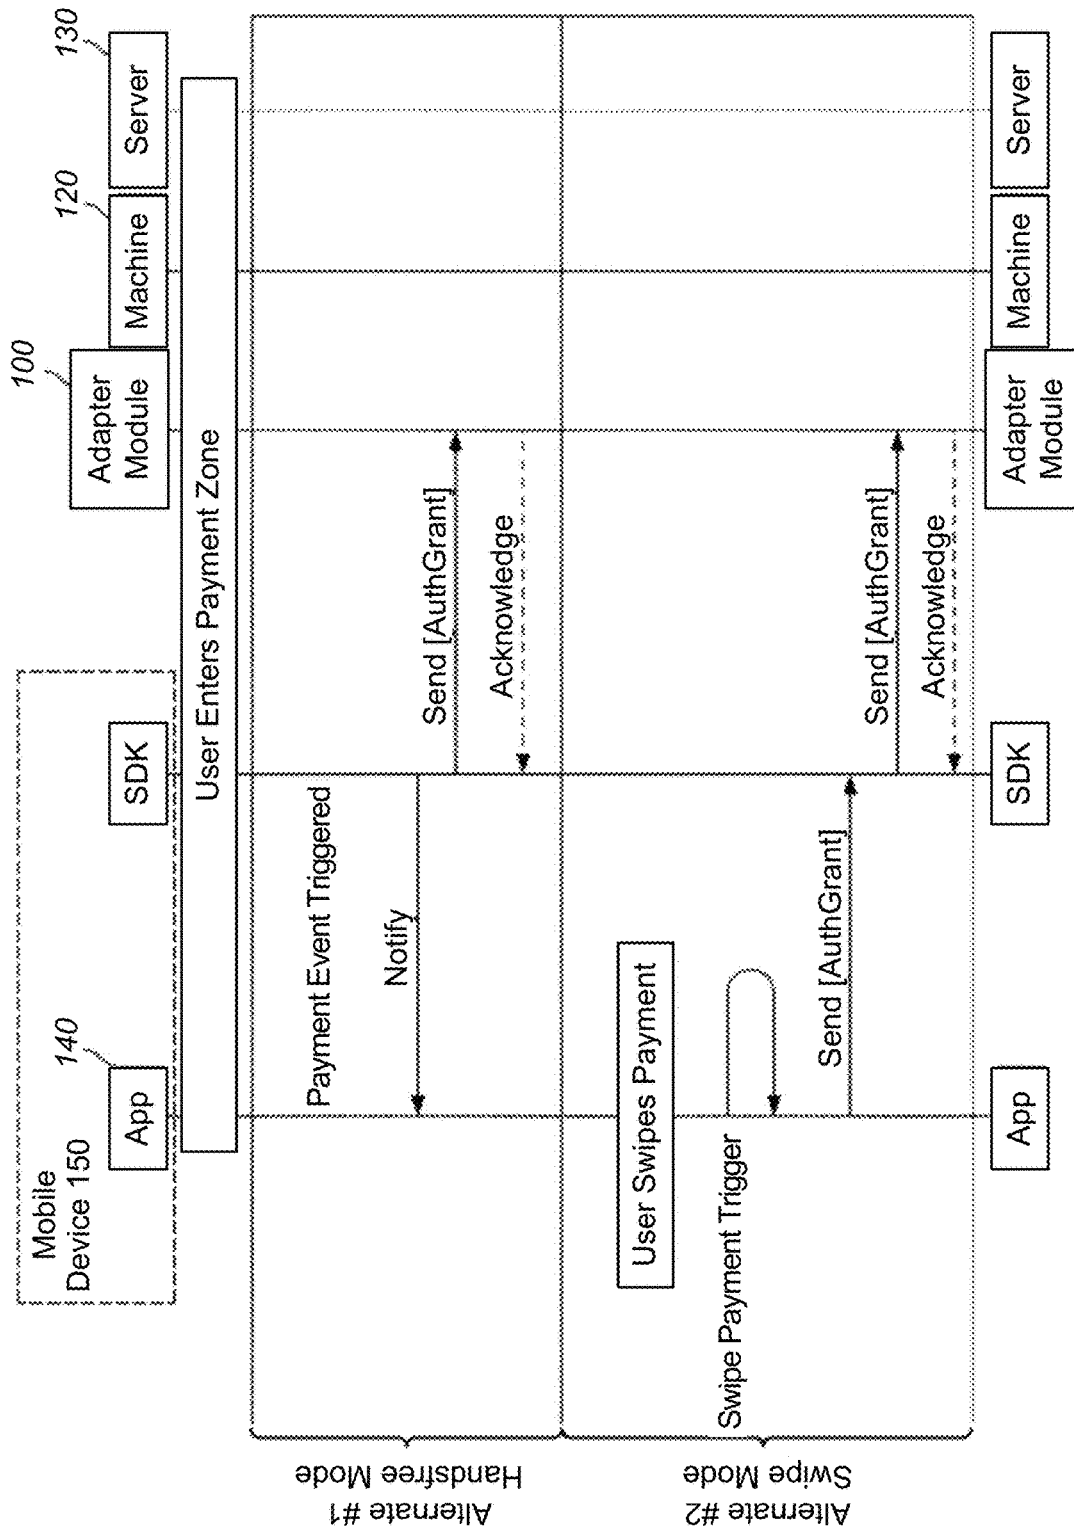 Mobile
Device 150
140
100
120
130
App
SDK
Adapter
Module
Machine
Server
User Enters Payment Zone
Alternate #1
Handsfree Mode
Payment Event Triggered
Notify
Send [AuthGrant]
Acknowledge
Alternate #2
Swipe Mode
User Swipes Payment
Swipe Payment Trigger
Send [AuthGrant]
Send [AuthGrant]
Acknowledge
App
SDK
Adapter
Module
Machine
Server